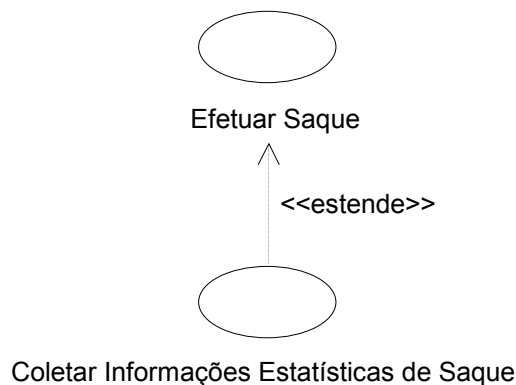 Efetuar Saque
<<estende>>
Coletar Informações Estatísticas de Saque